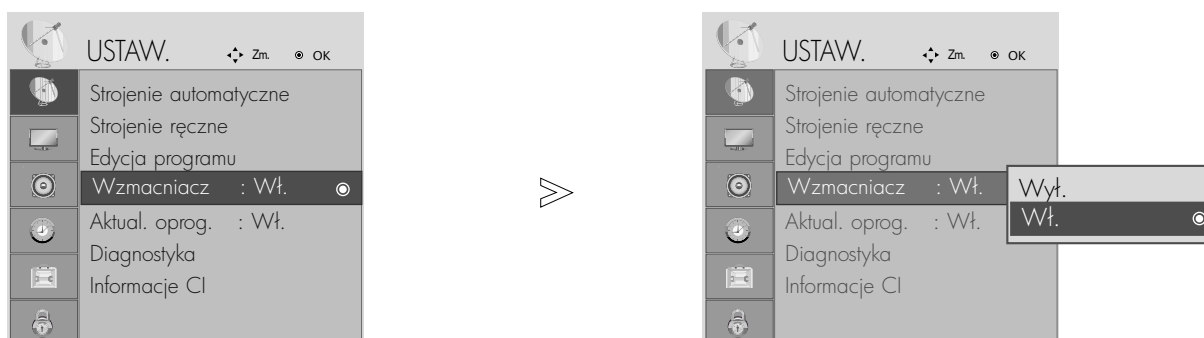 USTAW. Zm. OK
Strojenie automatyczne
Strojenie ręczne
Edycja programu
Wzmacniacz : Wł.
Aktual. oprog. : Wł.
Diagnostyka
Informacje CI
USTAW. Zm. OK
Strojenie automatyczne
Strojenie ręczne
Edycja programu
Wzmacniacz : Wł.
Aktual. oprog. : Wł.
Diagnostyka
Informacje CI
Wył.
Wł.